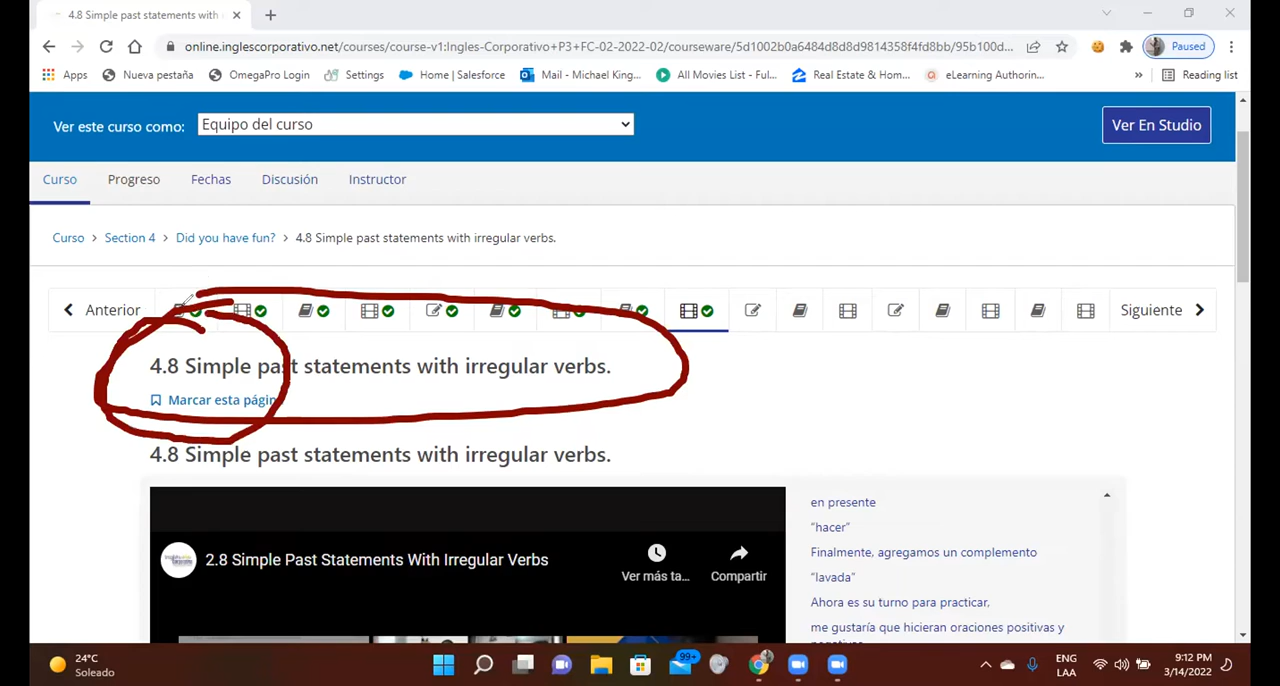 4.8 Simple past statements with
online.inglescorporativo.net/courses/course-v1:Ingles-Corporativo+P3+FC-02-2022-02/courseware/5d1002b0a6484d8d8d9814358f4fd8bb/95b100d...
Paused
Apps Nueva pestaña OmegaPro Login Settings Home | Salesforce Mail - Michael King... All Movies List - Ful... Real Estate & Hom... eLearning Authorin... » Reading list
Ver este curso como: Equipo del curso Ver En Studio
Curso Progreso Fechas Discusión Instructor
Curso > Section 4 > Did you have fun? > 4.8 Simple past statements with irregular verbs.
Anterior Siguiente
4.8 Simple past statements with irregular verbs.
Marcar esta págin
4.8 Simple past statements with irregular verbs.
en presente
2.8 Simple Past Statements With Irregular Verbs
Ver más ta... Compartir
"hacer"
Finalmente, agregamos un complemento
"lavada"
Ahora es su turno para practicar,
me gustaría que hicieran oraciones positivas y
24°C
Soleado
99+
ENG
LAA
9:12 PM
3/14/2022